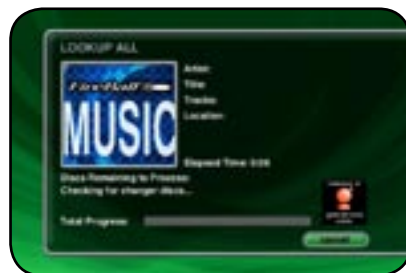 LOOKUP ALL
FireBall
MUSIC
Artist:
Title:
Tracks:
Location:
Elapsed Time: 0:09
Discs Remaining to Process:
Checking for changer discs...
Total Progress: